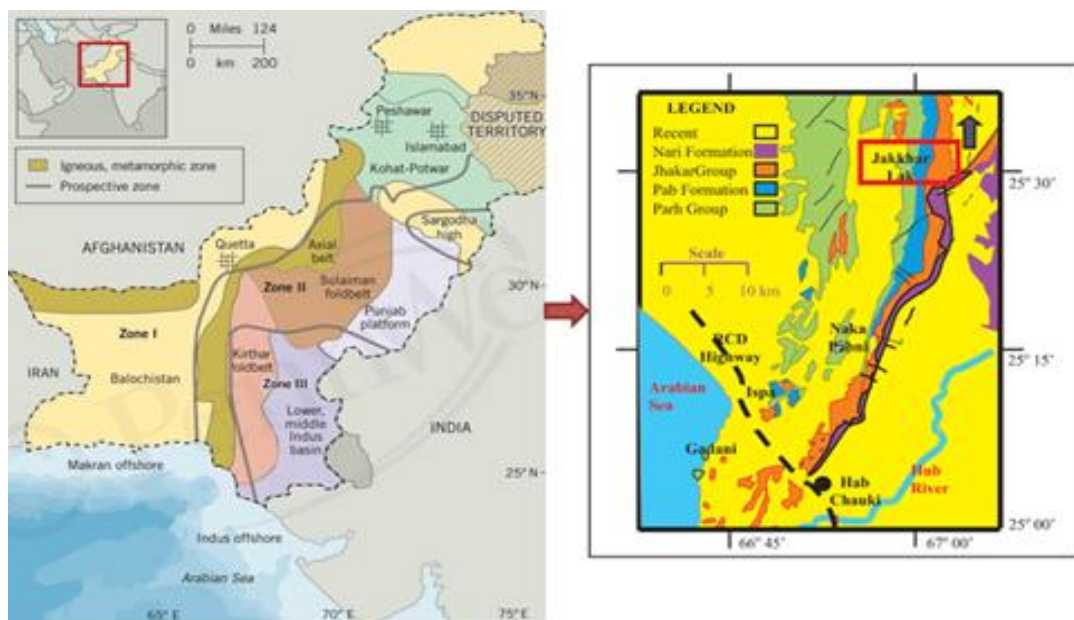 0 Miles 124
0 km 200
35°N
Peshawar
DISPUTED
TERRITORY
Islamabad
Igneous, metamorphic zone
Prospective zone
Kohat-Potwar
Sargodha
high
AFGHANISTAN
Quetta
Axial
belt
30°N
Sulaiman
foldbelt
Zone II
Punjab
platform
Zone I
IRAN
Balochistan
Kirthar
foldbelt
Zone III
Lower,
middle
Indus
basin
INDIA
Makran offshore
25°N
Indus offshore
Arabian Sea
65° E
70° E
75° E
LEGEND
Recent
Nari Formation
JhakarGroup
Pab Formation
Parh Group
N
Jakkhar
25° 30'
Scale
0 5 10 km
RCD
Highway
Naka
Pabni
25° 15'
Arabian
Sea
Ispa
Gadani
Hub
River
Hab
Chauki
25° 00'
66° 45'
67° 00'